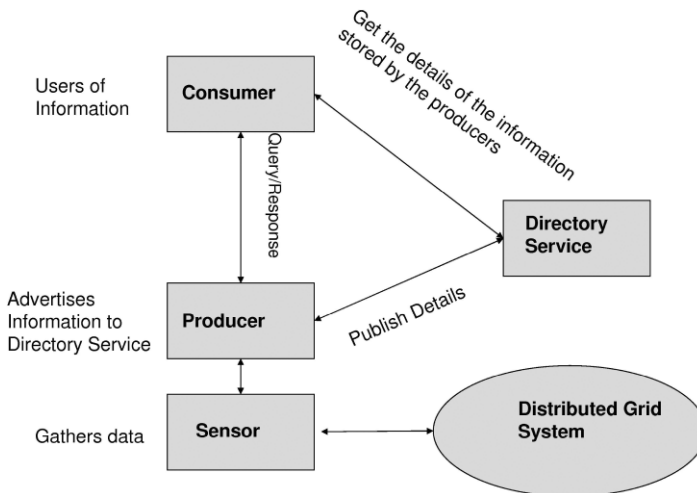 Users of
Information
Consumer
Get the details of the information
stored by the producers
Query/Response
Directory
Service
Advertises
Information to
Directory Service
Producer
Publish Details
Gathers data
Sensor
Distributed Grid
System